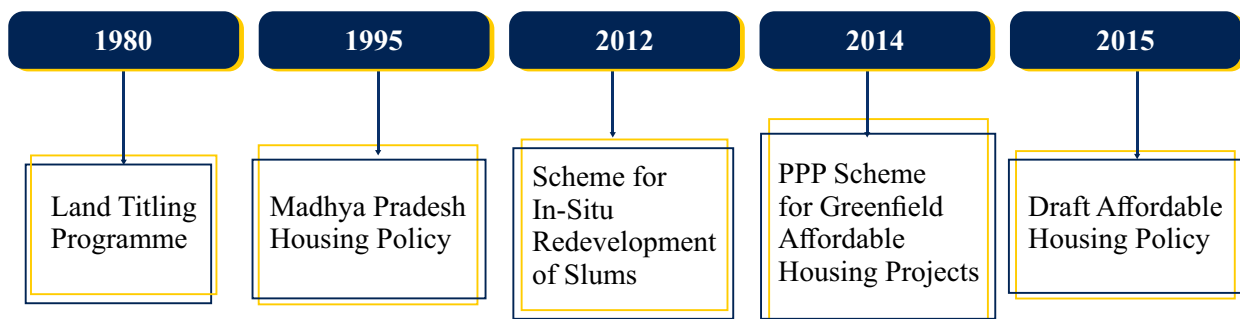 1980
1995
2012
2014
2015
Land Titling
Programme
Madhya Pradesh
Housing Policy
Scheme for
In-Situ
Redevelopment
of Slums
PPP Scheme
for Greenfield
Affordable
Housing Projects
Draft Affordable
Housing Policy